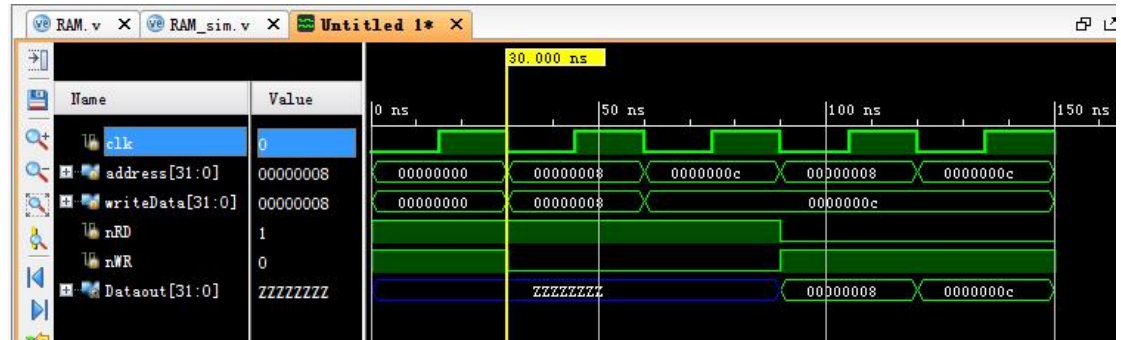 RAM.v X RAM_sim.v X Untitled 1* X
30.000 ns
Name Value 0 ns 50 ns 100 ns 150 ns
clk 0
address[31:0] 00000008 00000000 00000008 0000000c 00000008 0000000c
writeData[31:0] 00000008 00000000 00000008 0000000c
nRD 1
nWR 0
Dataout[31:0] ZZZZZZZZ ZZZZZZZZ 00000008 0000000c